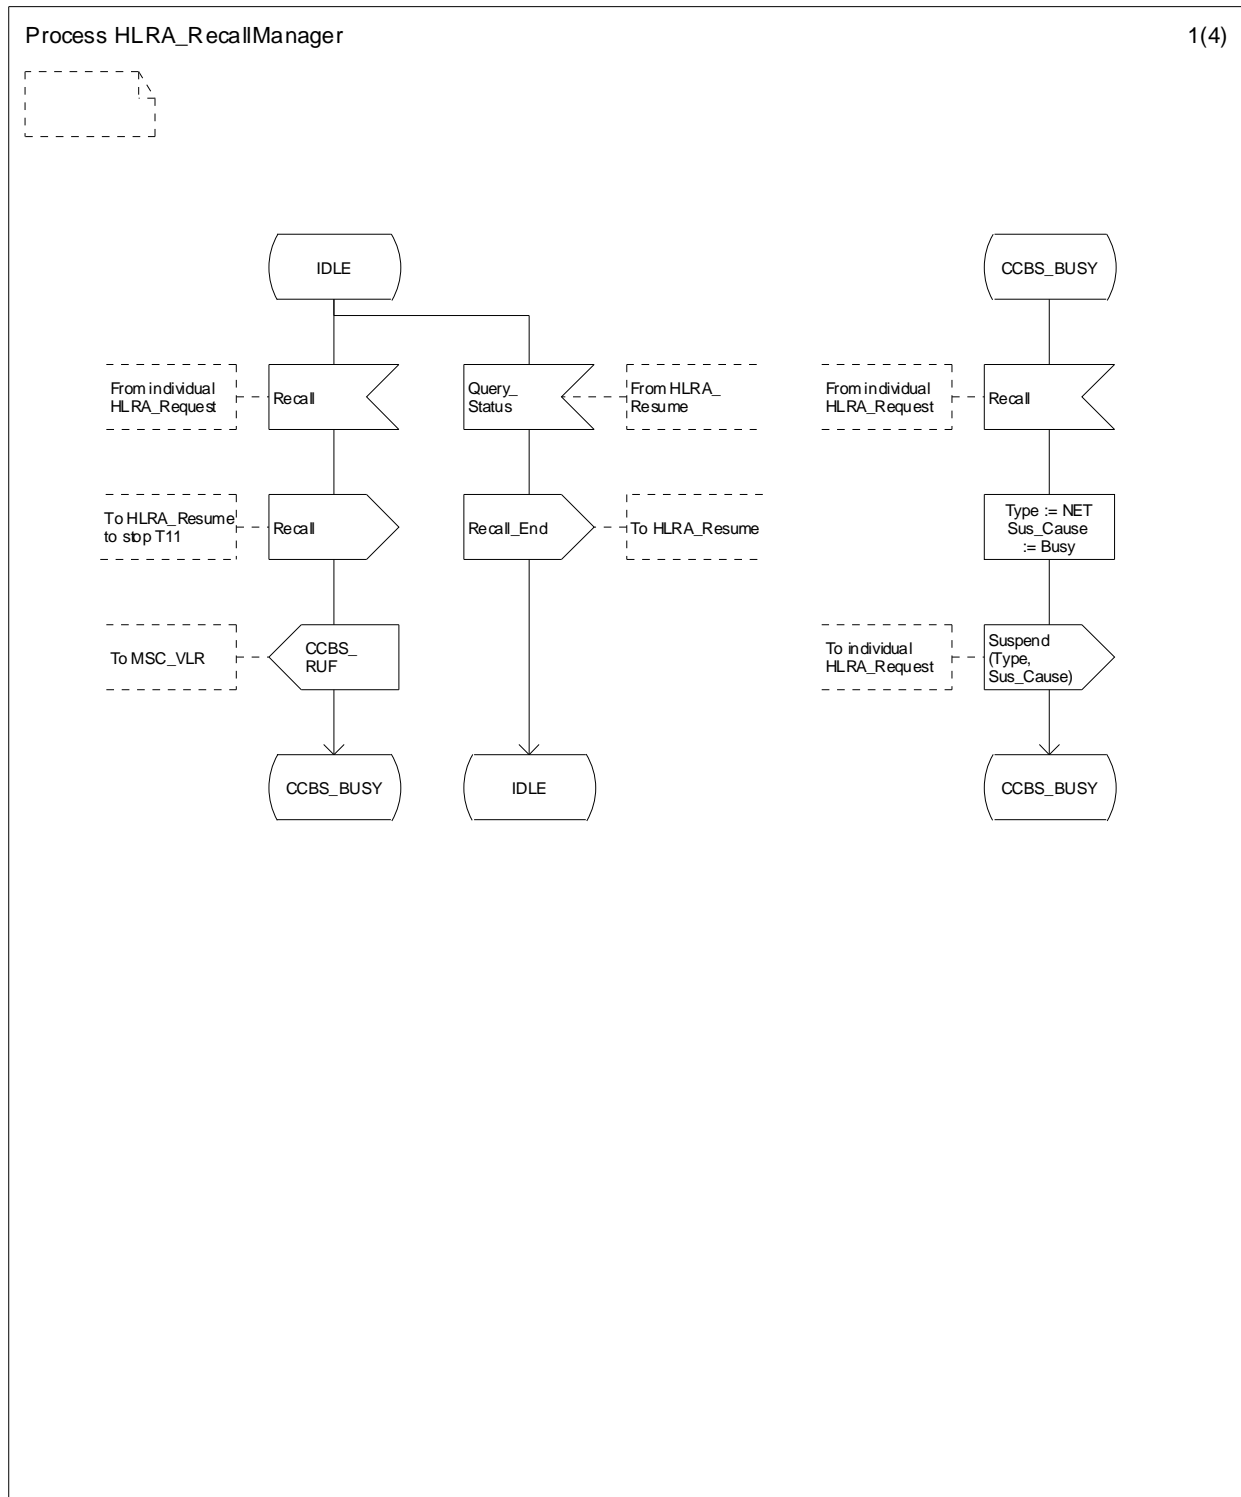 Process HLRA_RecallManager
1(4)
IDLE
From individual
HLRA_Request
Recall
To HLRA_Resume
to stop T11
Recall
To MSC_VLR
CCBS_
RUF
CCBS_BUSY
Query_
Status
From HLRA_
Resume
Recall_End
To HLRA_Resume
IDLE
CCBS_BUSY
From individual
HLRA_Request
Recall
Type := NET
Sus_Cause
:= Busy
To individual
HLRA_Request
Suspend
(Type,
Sus_Cause)
CCBS_BUSY